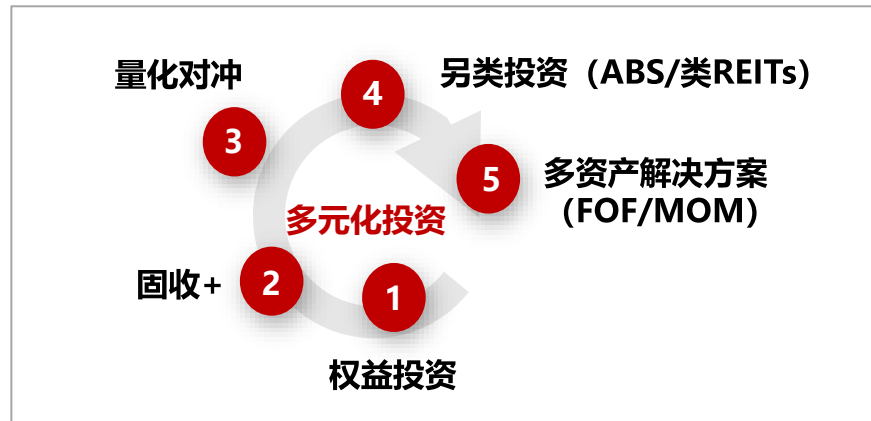 量化对冲
4
另类投资（ABS/类REITs）
3
5
多资产解决方案
（FOF/MOM）
多元化投资
固收+
2
1
权益投资